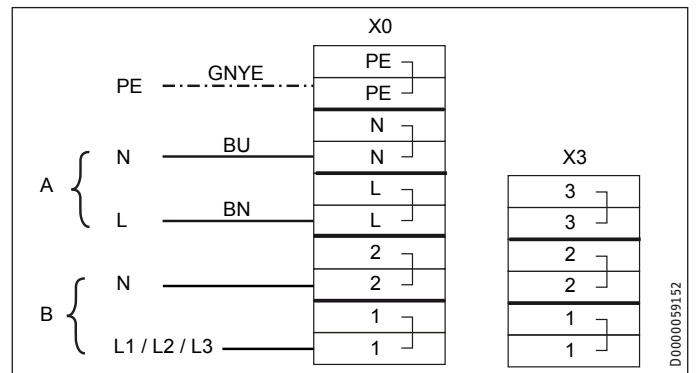 X0
PE
GNYE
PE
PE
N
BU
N
N
X3
A
L
BN
L
L
3
3
2
N
2
2
2
B
1
L1 / L2 / L3
1
1
1
D0000059152